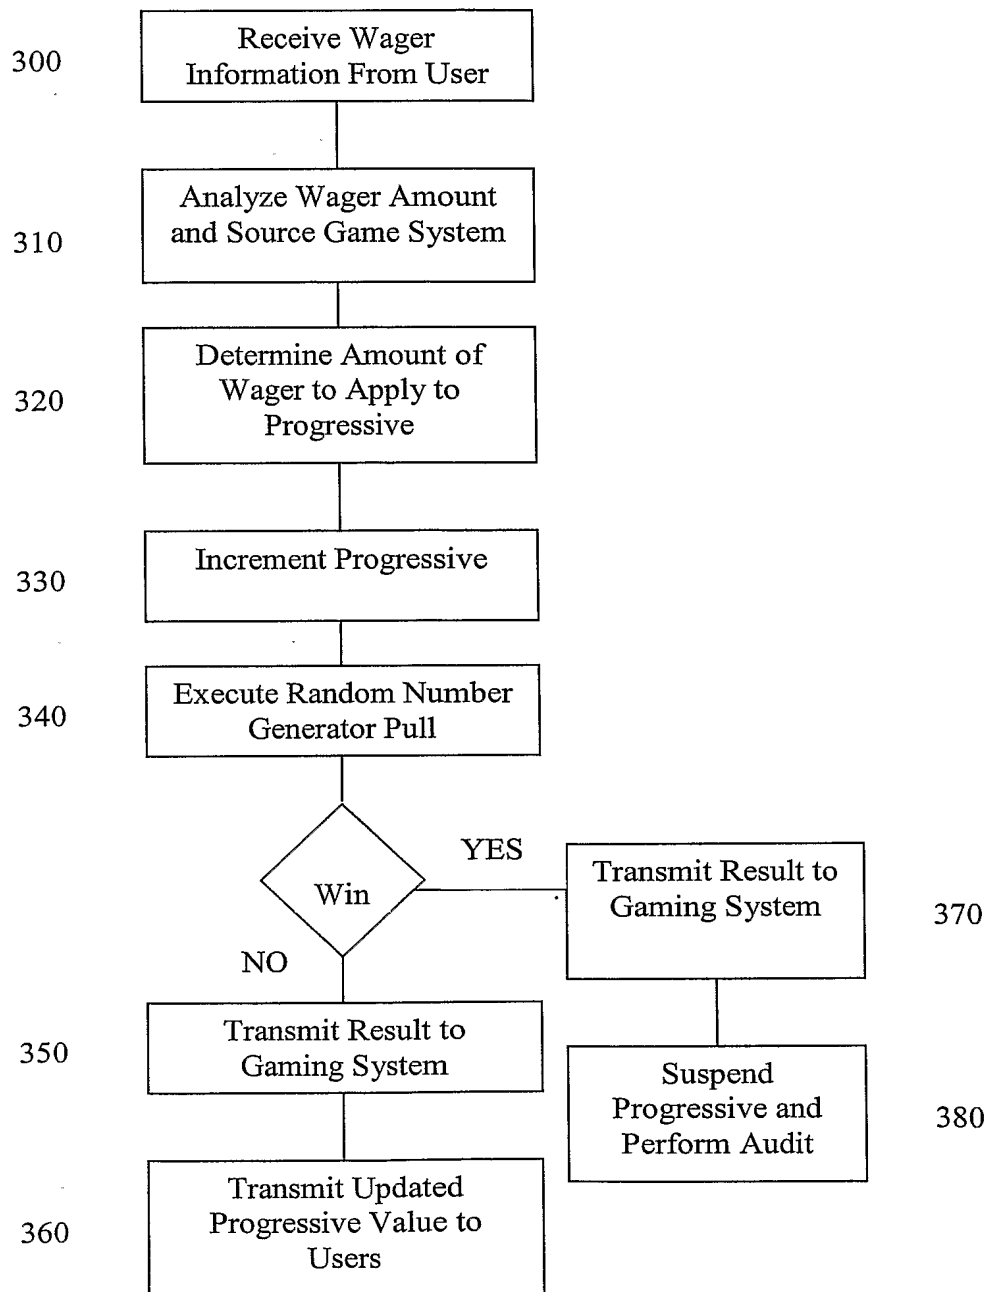 300
Receive Wager
Information From User
310
Analyze Wager Amount
and Source Game System
320
Determine Amount of
Wager to Apply to
Progressive
330
Increment Progressive
340
Execute Random Number
Generator Pull
Win
YES
NO
Transmit Result to
Gaming System
370
350
Transmit Result to
Gaming System
Suspend
Progressive and
Perform Audit
380
360
Transmit Updated
Progressive Value to
Users